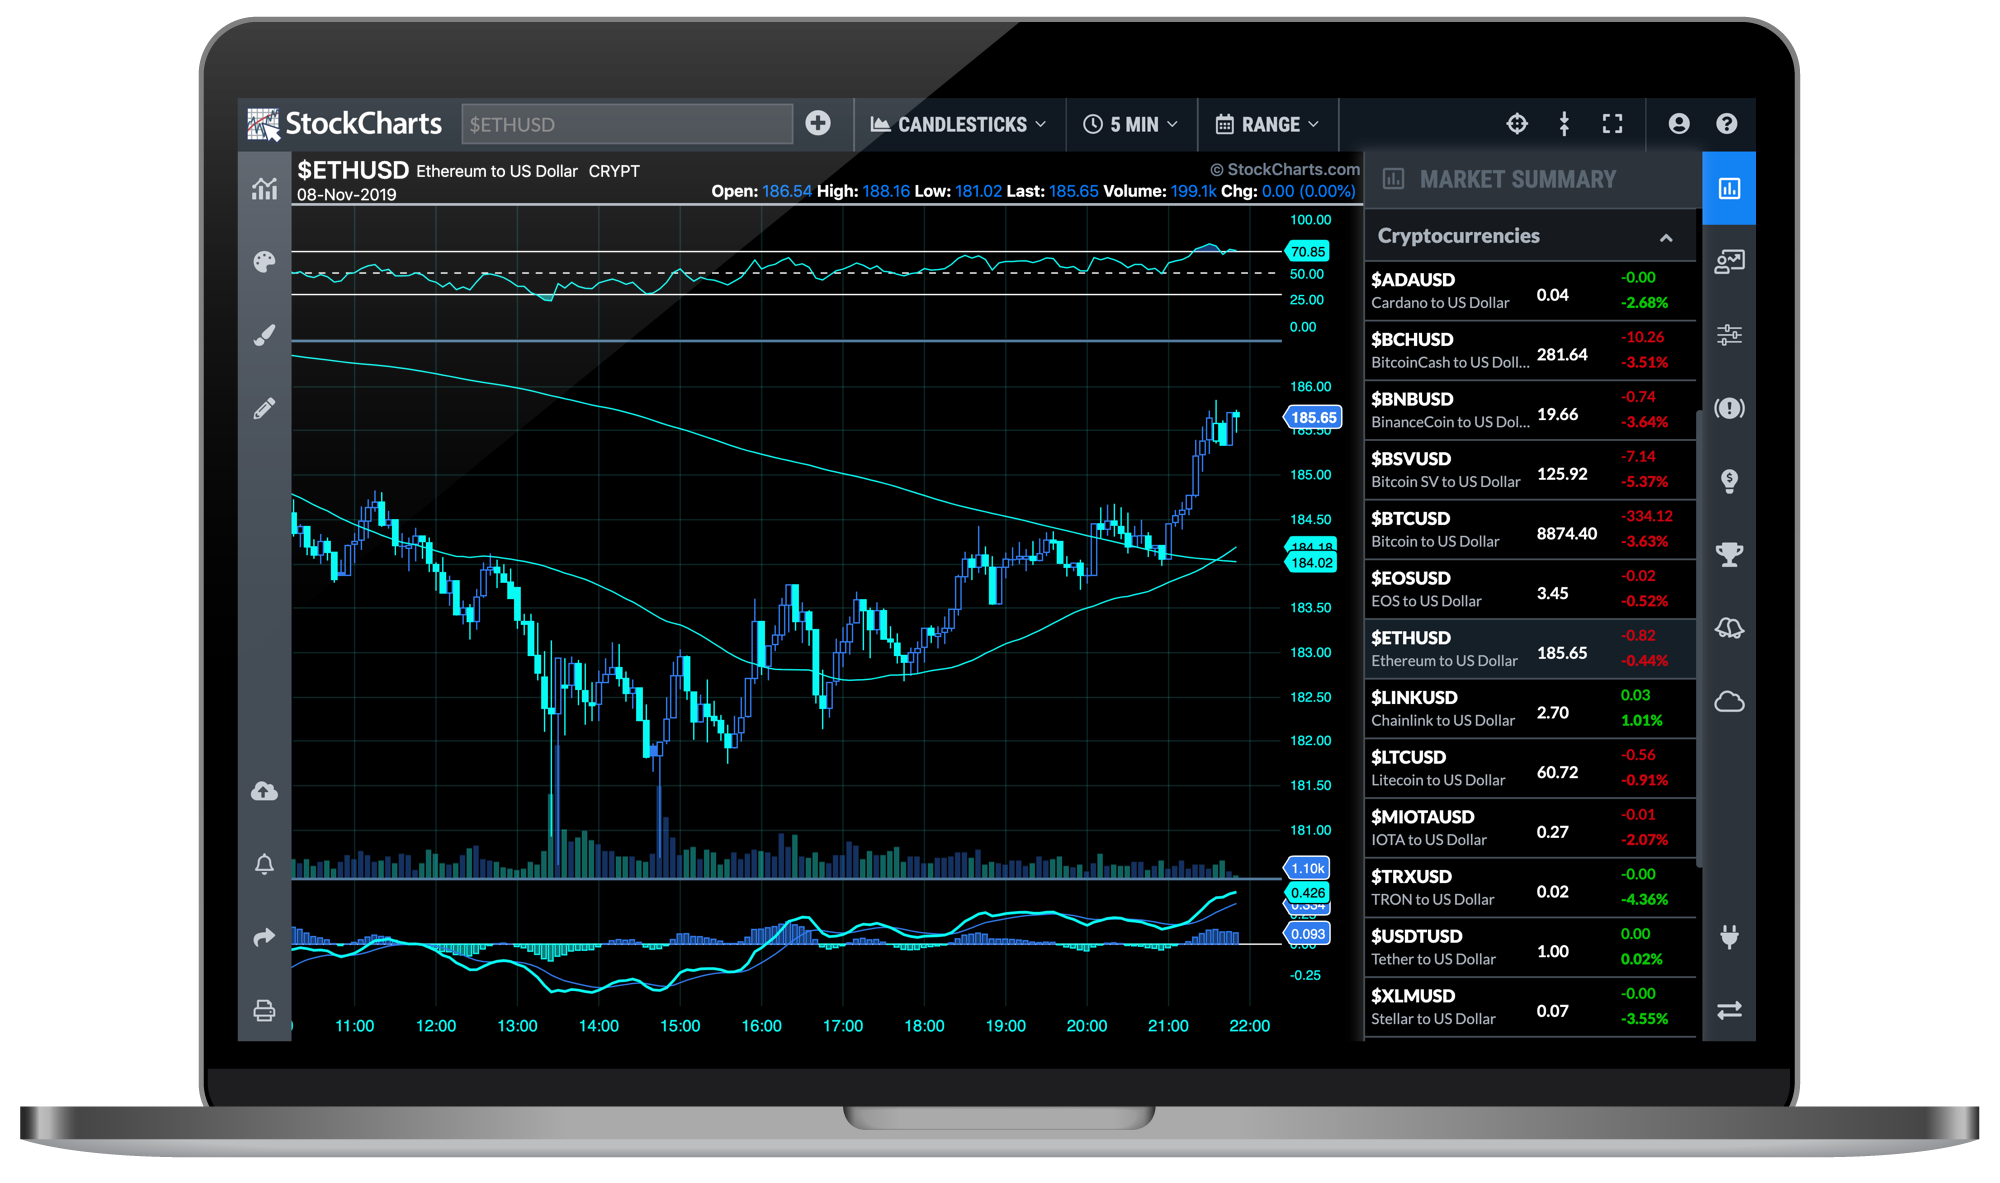 StockCharts
$ETHUSD
CANDLESTICKS
5 MIN
RANGE
$ETHUSD Ethereum to US Dollar CRYPT
© StockCharts.com
08-Nov-2019
Open: 186.54 High: 188.16 Low: 181.02 Last: 185.65 Volume: 199.1k Chg: 0.00 (0.00%)
100.00
70.85
50.00
25.00
0.00
186.00
185.65
185.50
185.00
184.50
184.18
184.02
183.50
183.00
182.50
182.00
181.50
181.00
1.10k
0.426
0.334
0.25
0.093
0.00
-0.25
11:00 12:00 13:00 14:00 15:00 16:00 17:00 18:00 19:00 20:00 21:00 22:00
MARKET SUMMARY
Cryptocurrencies
$ADAUSD
Cardano to US Dollar
0.04
-0.00
-2.68%
$BCHUSD
BitcoinCash to US Doll...
281.64
-10.26
-3.51%
$BNBUSD
BinanceCoin to US Dol...
19.66
-0.74
-3.64%
$BSVUSD
Bitcoin SV to US Dollar
125.92
-7.14
-5.37%
$BTCUSD
Bitcoin to US Dollar
8874.40
-334.12
-3.63%
$EOSUSD
EOS to US Dollar
3.45
-0.02
-0.52%
$ETHUSD
Ethereum to US Dollar
185.65
-0.82
-0.44%
$LINKUSD
Chainlink to US Dollar
2.70
0.03
1.01%
$LTCUSD
Litecoin to US Dollar
60.72
-0.56
-0.91%
$MIOTAUSD
IOTA to US Dollar
0.27
-0.01
-2.07%
$TRXUSD
TRON to US Dollar
0.02
-0.00
-4.36%
$USDTUSD
Tether to US Dollar
1.00
0.00
0.02%
$XLMUSD
Stellar to US Dollar
0.07
-0.00
-3.55%